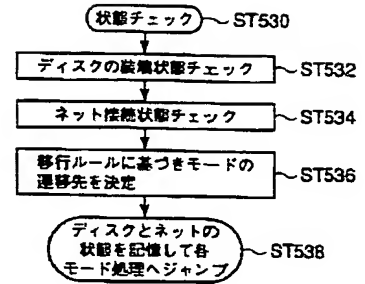 状態チェック ST530
ディスクの装填状態チェック ST532
ネット接続状態チェック ST534
移行ルールに基づきモードの
遷移先を決定 ST536
ディスクとネットの
状態を記憶して各 ST538
モード処理へジャンプ